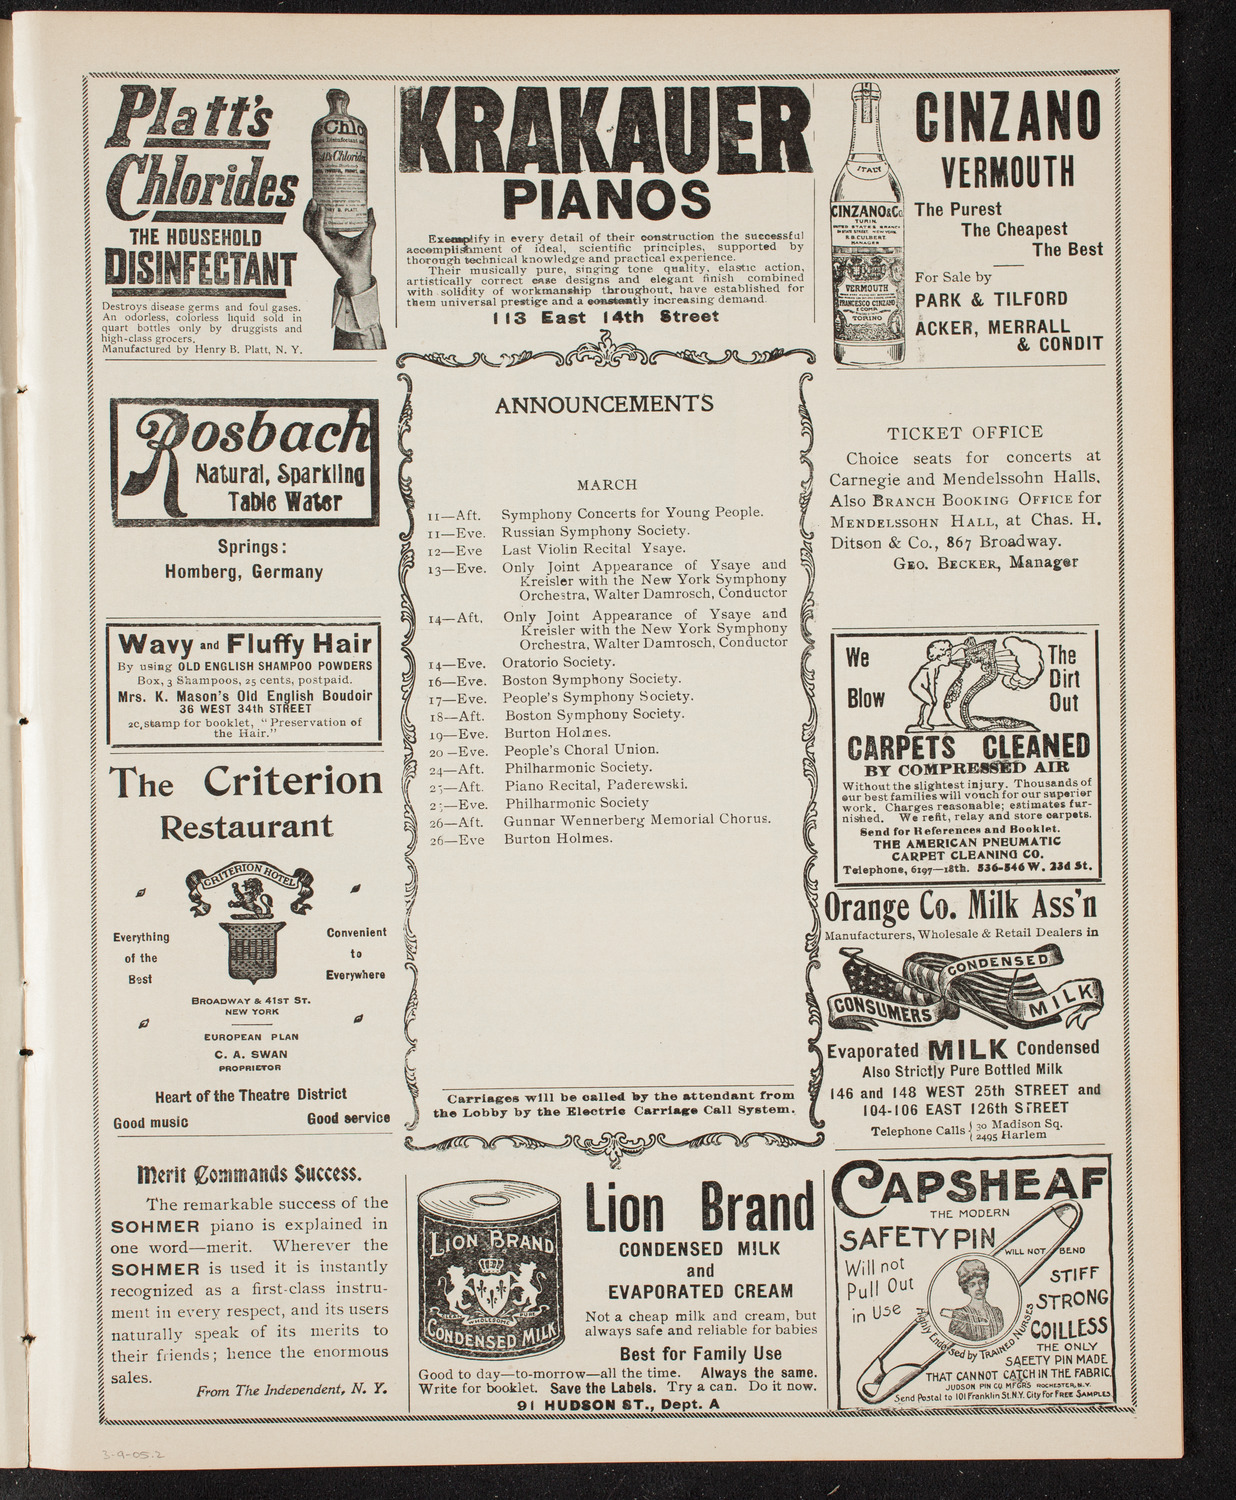 Platt's
Chlorides
THE HOUSEHOLD
DISINFECTANT
Destroys disease germs and foul gases.
An odorless, colorless liquid sold in
quart bottles only by druggists and
high-class grocers.
Manufactured by Henry B. Platt, N. Y.
KRAKAUER
PIANOS
Exemplify in every detail of their construction the successful
accomplishment of ideal, scientific principles, supported by
thorough technical knowledge and practical experience.
Their musically pure, singing tone quality, elastic action,
artistically correct case designs and elegant finish combined
with solidity of workmanship throughout, have established for
them universal prestige and a constantly increasing demand.
113 East 14th Street
ITALY
CINZANO & Co
TURIN
VERMOUTH
FRANCESCO CINZANO
TORINO
CINZANO
VERMOUTH
The Purest
The Cheapest
The Best
For Sale by
PARK & TILFORD
ACKER, MERRALL
& CONDIT
Rosbach
Natural, Sparkling
Table Water
Springs:
Homberg, Germany
Wavy and Fluffy Hair
By using OLD ENGLISH SHAMPOO POWDERS
Box, 3 Shampoos, 25 cents, postpaid.
Mrs. K. Mason's Old English Boudoir
36 WEST 34th STREET
2c. stamp for booklet, "Preservation of
the Hair."
The Criterion
Restaurant
CRITERION HOTEL
Everything
of the
Best
Convenient
to
Everywhere
BROADWAY & 41ST ST.
NEW YORK
EUROPEAN PLAN
C. A. SWAN
PROPRIETOR
Heart of the Theatre District
Good music Good service
Merit Commands Success.
The remarkable success of the
SOHMER piano is explained in
one word—merit. Wherever the
SOHMER is used it is instantly
recognized as a first-class instru-
ment in every respect, and its users
naturally speak of its merits to
their friends; hence the enormous
sales.
From The Independent, N. Y.
ANNOUNCEMENTS
MARCH
11—Aft. Symphony Concerts for Young People.
11—Eve. Russian Symphony Society.
12—Eve Last Violin Recital Ysaye.
13—Eve. Only Joint Appearance of Ysaye and
Kreisler with the New York Symphony
Orchestra, Walter Damrosch, Conductor
14—Aft. Only Joint Appearance of Ysaye and
Kreisler with the New York Symphony
Orchestra, Walter Damrosch, Conductor
14—Eve. Oratorio Society.
16—Eve. Boston Symphony Society.
17—Eve. People's Symphony Society.
18—Aft. Boston Symphony Society.
19—Eve. Burton Holmes.
20—Eve. People's Choral Union.
24—Aft. Philharmonic Society.
25—Aft. Piano Recital, Paderewski.
25—Eve. Philharmonic Society
26—Aft. Gunnar Wennerberg Memorial Chorus.
26—Eve Burton Holmes.
Carriages will be called by the attendant from
the Lobby by the Electric Carriage Call System.
TICKET OFFICE
Choice seats for concerts at
Carnegie and Mendelssohn Halls.
Also BRANCH BOOKING OFFICE for
MENDELSSOHN HALL, at Chas. H.
Ditson & Co., 867 Broadway.
GEO. BECKER, Manager
We
Blow
The
Dirt
Out
CARPETS CLEANED
BY COMPRESSED AIR
Without the slightest injury. Thousands of
our best families will vouch for our superior
work. Charges reasonable; estimates fur-
nished. We refit, relay and store carpets.
Send for References and Booklet.
THE AMERICAN PNEUMATIC
CARPET CLEANING CO.
Telephone, 6197—18th. 536-546 W. 23d St.
Orange Co. Milk Ass'n
Manufacturers, Wholesale & Retail Dealers in
CONSUMERS CONDENSED MILK
Evaporated MILK Condensed
Also Strictly Pure Bottled Milk
146 and 148 WEST 25th STREET and
104-106 EAST 126th STREET
Telephone Calls { 30 Madison Sq.
2495 Harlem
LION BRAND
REAL WHOLESOME PURE
CONDENSED MILK
Lion Brand
CONDENSED MILK
and
EVAPORATED CREAM
Not a cheap milk and cream, but
always safe and reliable for babies
Best for Family Use
Good to day—to-morrow—all the time. Always the same.
Write for booklet. Save the Labels. Try a can. Do it now.
91 HUDSON ST., Dept. A
CAPSHEAF
THE MODERN
SAFETY PIN
WILL NOT BEND
Will not
Pull Out
in Use
STIFF
STRONG
COILLESS
Highly Endorsed by TRAINED NURSES
THE ONLY
SAFETY PIN MADE
THAT CANNOT CATCH IN THE FABRIC.
JUDSON PIN CO. MFGRS ROCHESTER, N.Y.
Send Postal to 101 Franklin St. N.Y. City for FREE SAMPLES
3-9-05.2